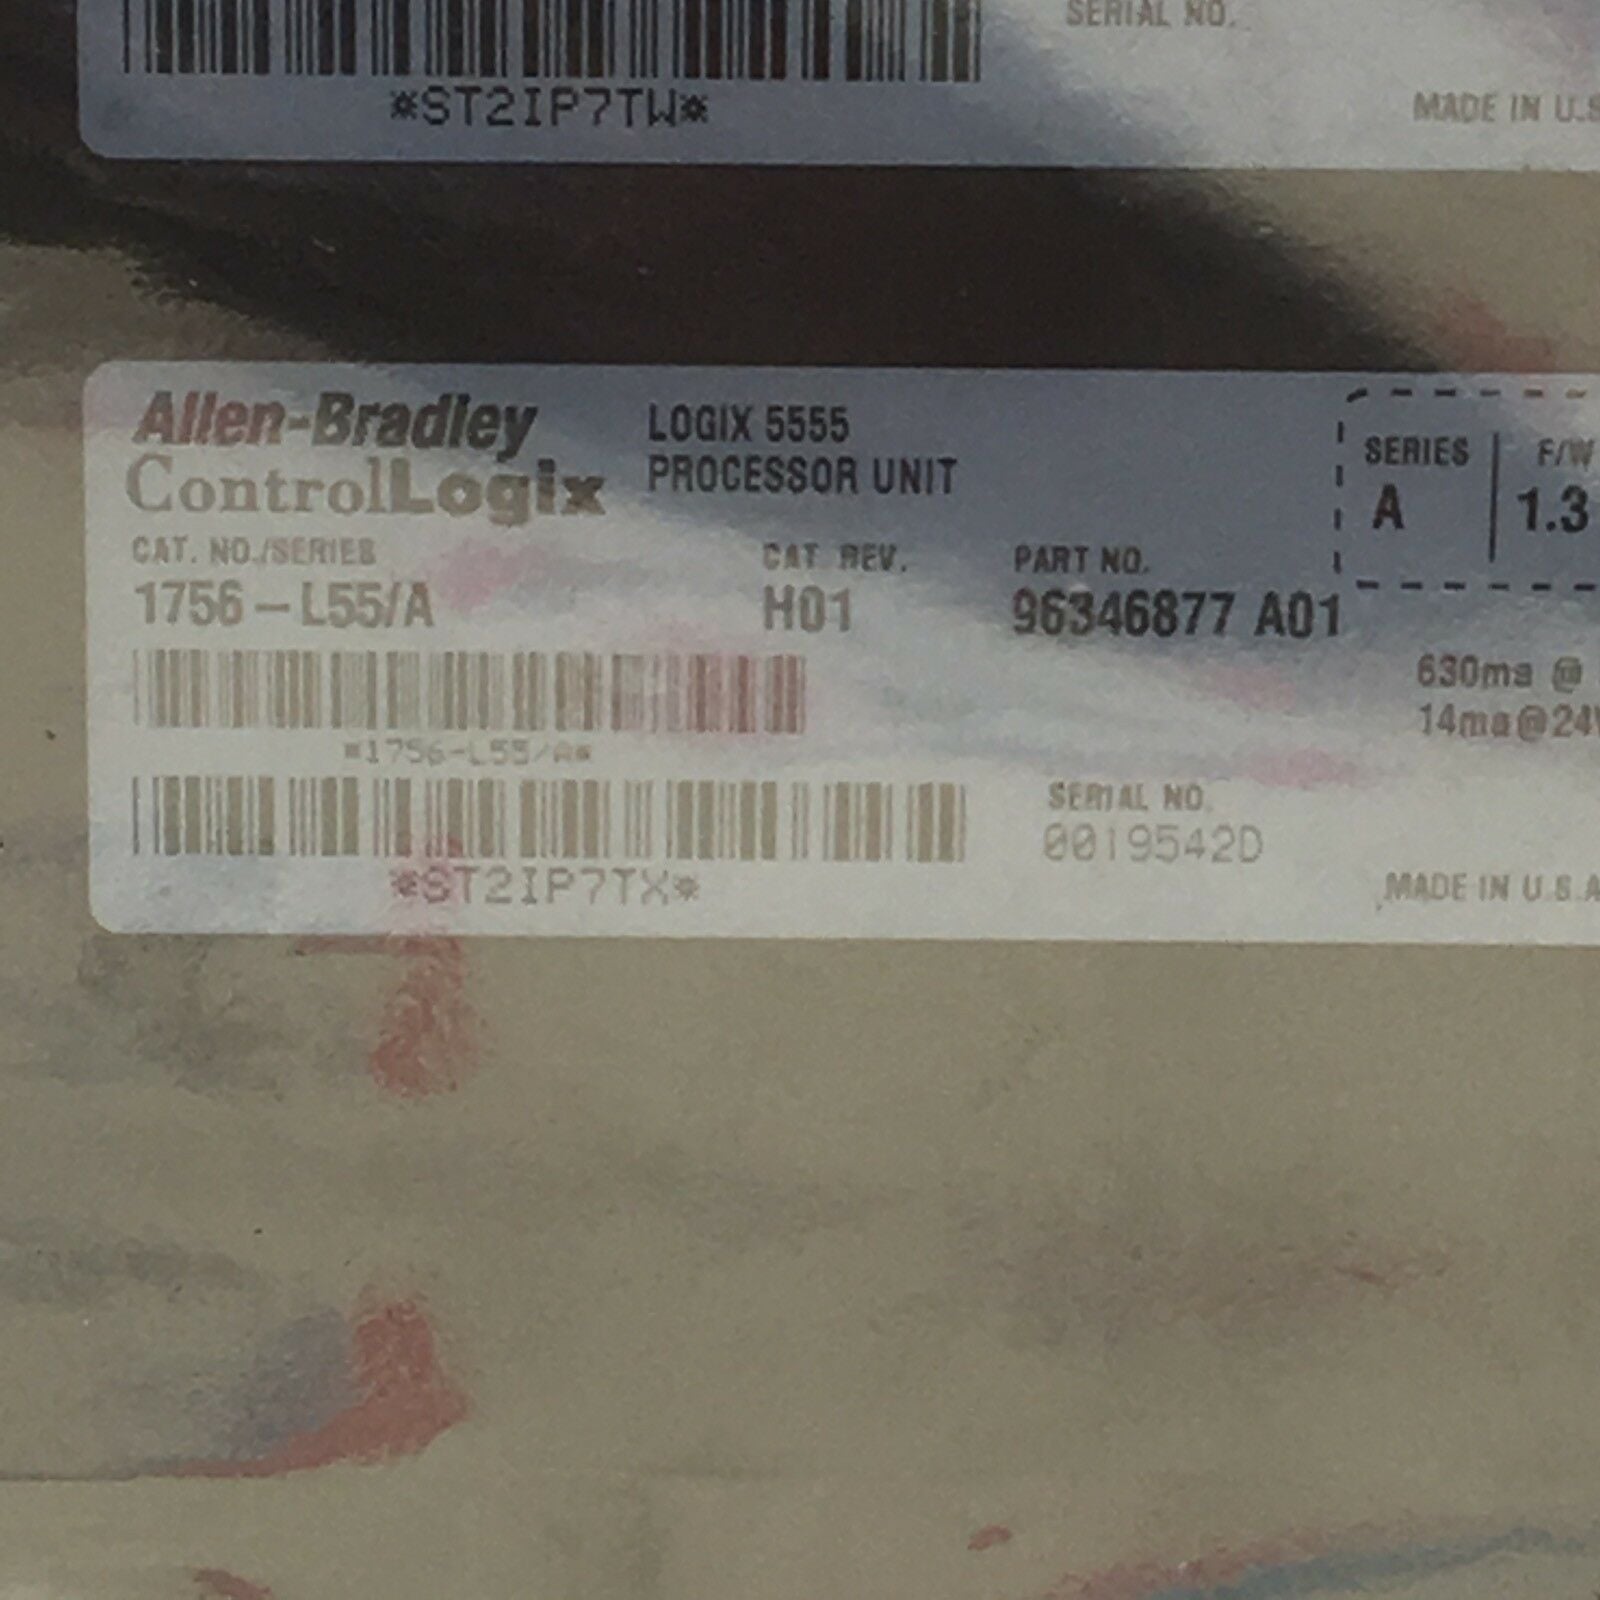 SERIAL NO.
*ST2IP7TW*
MADE IN U.S
Allen-Bradley
ControlLogix
LOGIX 5555
PROCESSOR UNIT
SERIES
A
F/W
1.3
CAT. NO./SERIES
1756-L55/A
CAT REV.
H01
PART NO.
96346877 A01
630ma @
14ma@24V
*1756-L55/A*
*ST2IP7TX*
SERIAL NO.
0019542D
MADE IN U.S.A